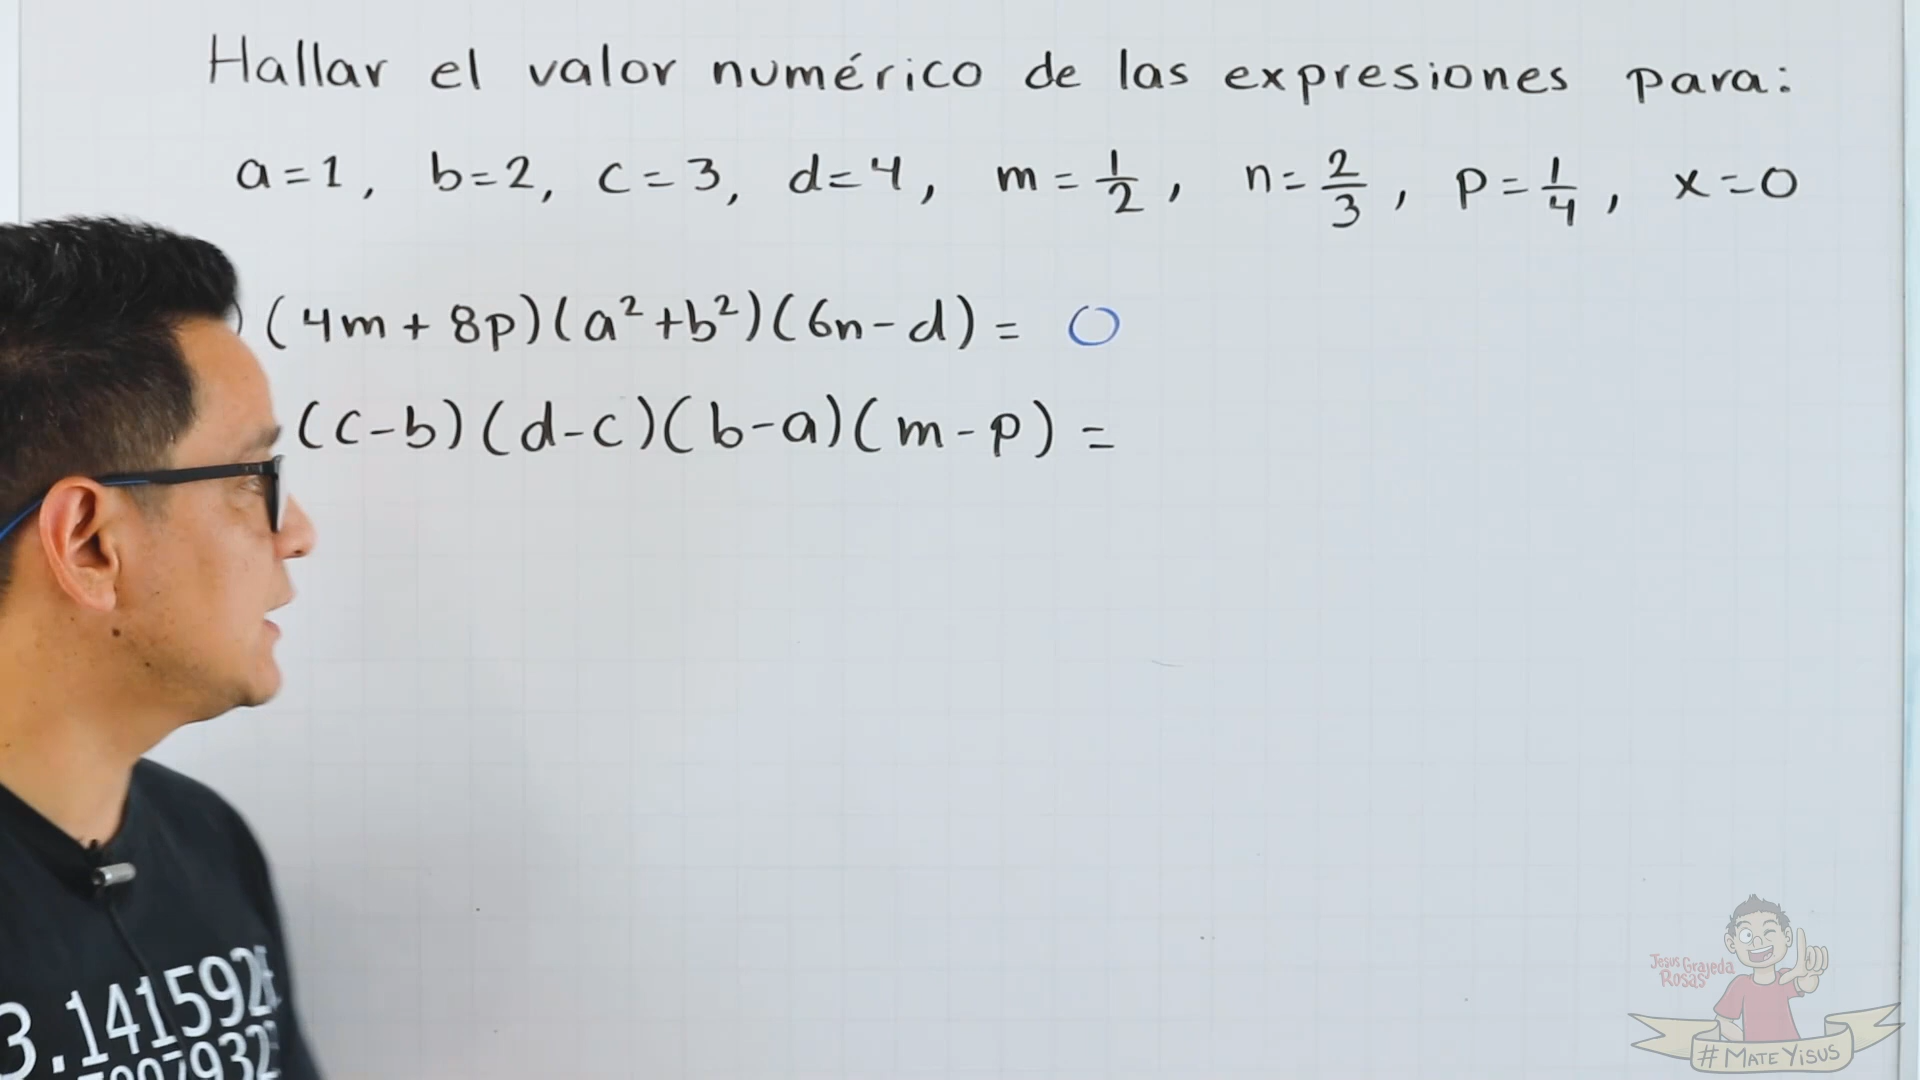 Hallar el valor numérico de las expresiones para:
a=1, b=2, c=3, d=4, m=1/2, n=2/3, p=1/4, x=0
) (4m + 8p)(a²+b²)(6n-d) = 0
(c-b)(d-c)(b-a)(m-p) =
3.141592
7932
Jesus Grajeda
Rosas
#MATEYISUS